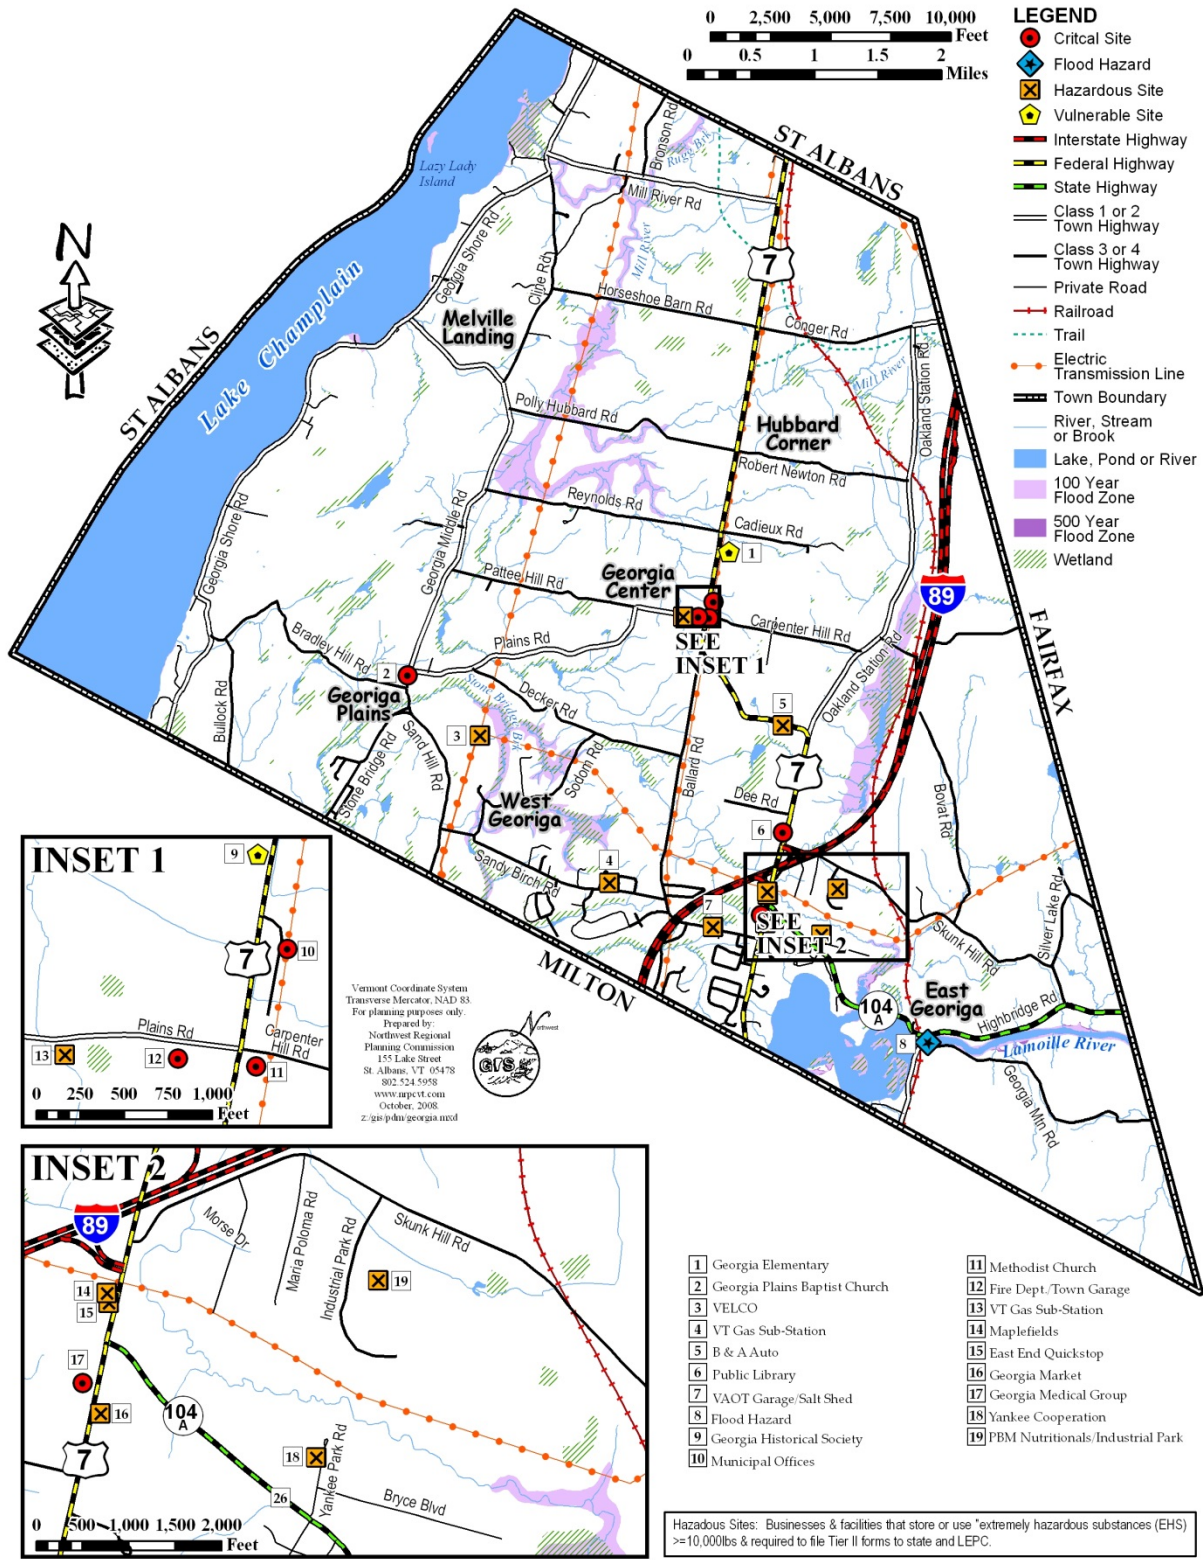 0 2,500 5,000 7,500 10,000
Feet
0 0.5 1 1.5 2
Miles
LEGEND
Critcal Site
Flood Hazard
Hazardous Site
Vulnerable Site
Interstate Highway
Federal Highway
State Highway
Class 1 or 2
Town Highway
Class 3 or 4
Town Highway
Private Road
Railroad
Trail
Electric
Transmission Line
Town Boundary
River, Stream
or Brook
Lake, Pond or River
100 Year
Flood Zone
500 Year
Flood Zone
Wetland
N
ST ALBANS
ST ALBANS
FAIRFAX
MILTON
Lake Champlain
Lazy Lady
Island
Bronson Rd
Rugg Brk
Mill River Rd
Mill River
Georgia Shore Rd
Cline Rd
7
Melville
Landing
Horseshoe Barn Rd
Conger Rd
Mill River
Oakland Station Rd
Polly Hubbard Rd
Hubbard
Corner
Robert Newton Rd
Georgia Shore Rd
Georgia Middle Rd
Reynolds Rd
Cadieux Rd
1
Pattee Hill Rd
Georgia
Center
89
SEE
INSET 1
Carpenter Hill Rd
Plains Rd
Bradley Hill Rd
2
Georiga
Plains
Bullock Rd
Decker Rd
Stone Bridge Brk
Oakland Station Rd
5
3
Sand Hill Rd
Stone Bridge Rd
Sodom Rd
Ballard Rd
7
Dee Rd
Bovat Rd
West
Georiga
6
Sandy Birch Rd
4
7
SEE
INSET 2
Skunk Hill Rd
Silver Lake Rd
104
A
East
Georiga
Highbridge Rd
8
Lamoille River
Georgia Mtn Rd
INSET 1
9
7
10
Plains Rd
Carpenter
Hill Rd
13
12
11
0 250 500 750 1,000
Feet
Vermont Coordinate System
Transverse Mercator, NAD 83.
For planning purposes only.
Prepared by:
Northwest Regional
Planning Commission
155 Lake Street
St. Albans, VT 05478
802.524.5958
www.nrpcvt.com
October, 2008.
z:/gis/pdm/georgia.mxd
Northwest
GIS
INSET 2
89
Morse Dr
Maria Poloma Rd
Industrial Park Rd
Skunk Hill Rd
19
14
15
17
16
104
A
7
18
26
Yankee Park Rd
Bryce Blvd
0 500 1,000 1,500 2,000
Feet
1 Georgia Elementary
2 Georgia Plains Baptist Church
3 VELCO
4 VT Gas Sub-Station
5 B & A Auto
6 Public Library
7 VAOT Garage/Salt Shed
8 Flood Hazard
9 Georgia Historical Society
10 Municipal Offices
11 Methodist Church
12 Fire Dept./Town Garage
13 VT Gas Sub-Station
14 Maplefields
15 East End Quickstop
16 Georgia Market
17 Georgia Medical Group
18 Yankee Cooperation
19 PBM Nutritionals/Industrial Park
Hazadous Sites: Businesses & facilities that store or use "extremely hazardous substances (EHS)
>=10,000lbs & required to file Tier II forms to state and LEPC.